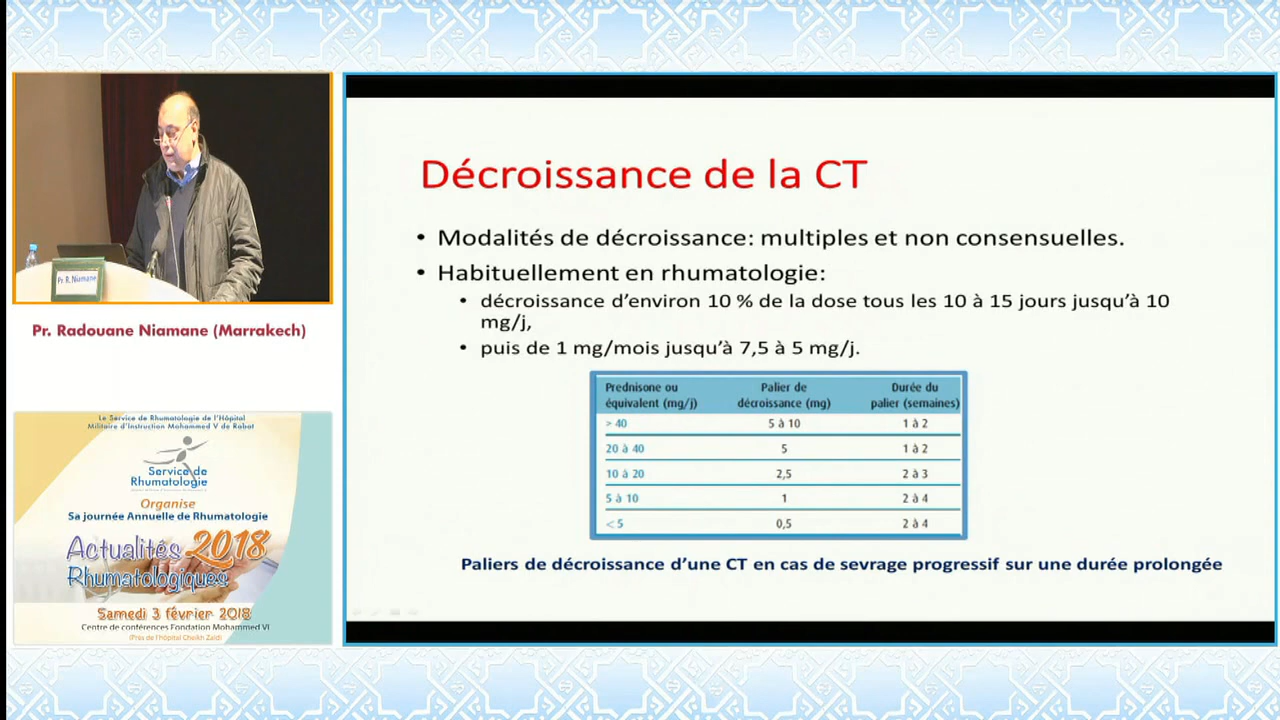 Pr. R. Niamane
Pr. Radouane Niamane (Marrakech)
Le Service de Rhumatologie de l'Hôpital
Militaire d'Instruction Mohammed V de Rabat
Service de
Rhumatologie
Organise
Sa journée Annuelle de Rhumatologie
Actualités 2018
Rhumatologiques
Samedi 3 février 2018
Centre de conférences Fondation Mohammed VI
(Près de l'hôpital Cheikh Zaid)
Décroissance de la CT
• Modalités de décroissance: multiples et non consensuelles.
• Habituellement en rhumatologie:
• décroissance d'environ 10 % de la dose tous les 10 à 15 jours jusqu'à 10
mg/j,
• puis de 1 mg/mois jusqu'à 7,5 à 5 mg/j.
Prednisone ou Palier de Durée du
équivalent (mg/j) décroissance (mg) palier (semaines)
> 40 5 à 10 1 à 2
20 à 40 5 1 à 2
10 à 20 2,5 2 à 3
5 à 10 1 2 à 4
< 5 0,5 2 à 4
Paliers de décroissance d'une CT en cas de sevrage progressif sur une durée prolongée